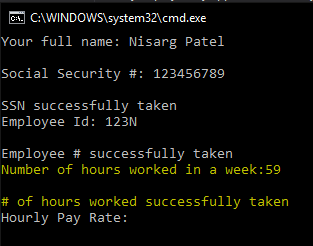 C:\WINDOWS\system32\cmd.exe
Your full name: Nisarg Patel
Social Security #: 123456789
SSN successfully taken
Employee Id: 123N
Employee # successfully taken
Number of hours worked in a week:59
# of hours worked successfully taken
Hourly Pay Rate: